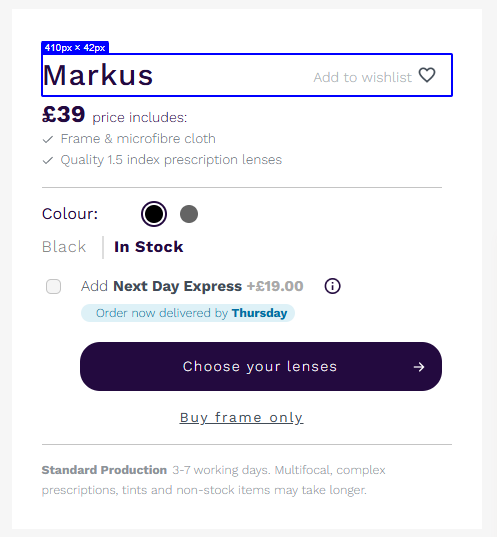 410px × 42px
Markus Add to wishlist
£39 price includes:
Frame & microfibre cloth
Quality 1.5 index prescription lenses
Colour:
Black In Stock
Add Next Day Express +£19.00
Order now delivered by Thursday
Choose your lenses
Buy frame only
Standard Production 3-7 working days. Multifocal, complex
prescriptions, tints and non-stock items may take longer.